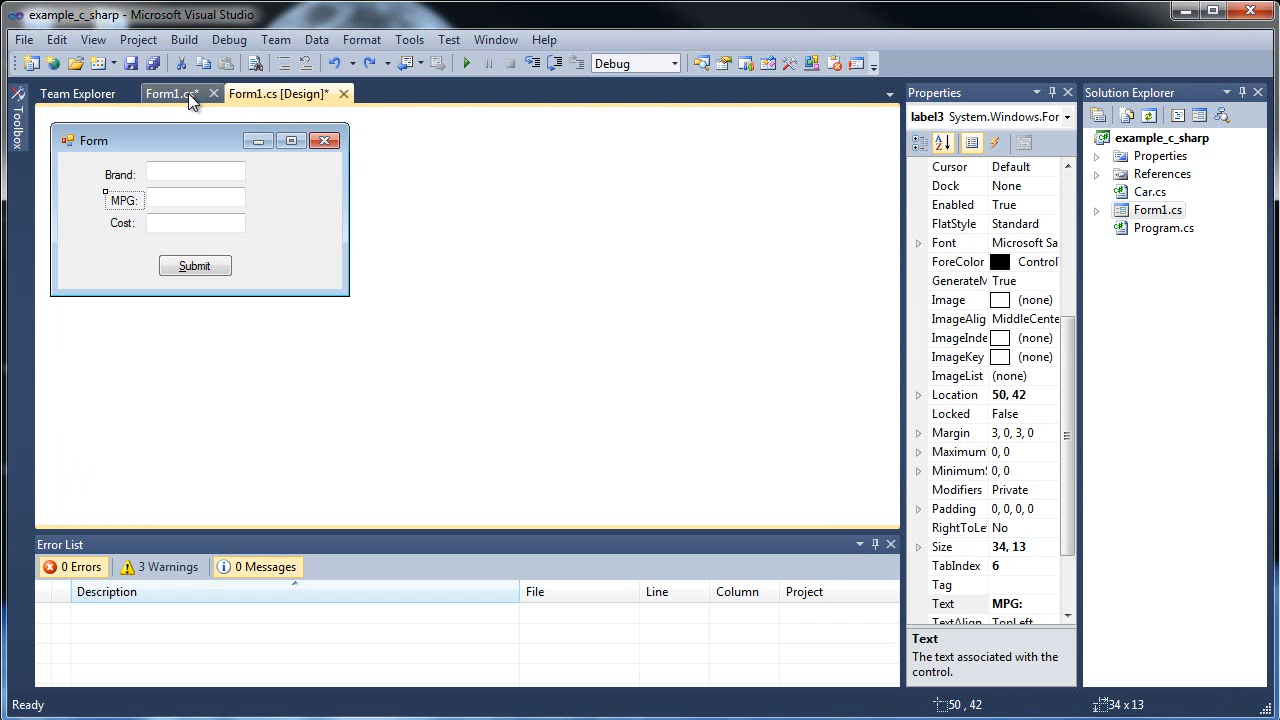 example_c_sharp - Microsoft Visual Studio
File Edit View Project Build Debug Team Data Format Tools Test Window Help
Debug
Team Explorer Form1.cs* Form1.cs [Design]*
Toolbox
Form
Brand:
MPG:
Cost:
Submit
Error List
0 Errors 3 Warnings 0 Messages
Description File Line Column Project
Properties
label3 System.Windows.For
Cursor Default
Dock None
Enabled True
FlatStyle Standard
Font Microsoft Sa
ForeColor Control
GenerateM True
Image (none)
ImageAlig MiddleCente
ImageInde (none)
ImageKey (none)
ImageList (none)
Location 50, 42
Locked False
Margin 3, 0, 3, 0
Maximum 0, 0
MinimumS 0, 0
Modifiers Private
Padding 0, 0, 0, 0
RightToLe No
Size 34, 13
TabIndex 6
Tag
Text MPG:
TextAlign TopLeft
Text
The text associated with the
control.
Solution Explorer
example_c_sharp
Properties
References
Car.cs
Form1.cs
Program.cs
Ready 50 , 42 34 x 13